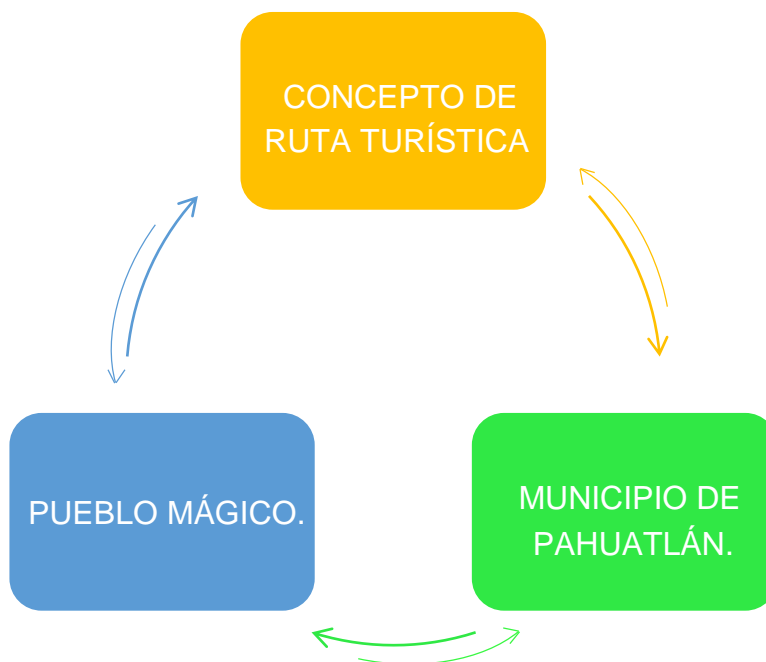 CONCEPTO DE
RUTA TURÍSTICA
PUEBLO MÁGICO.
MUNICIPIO DE
PAHUATLÁN.